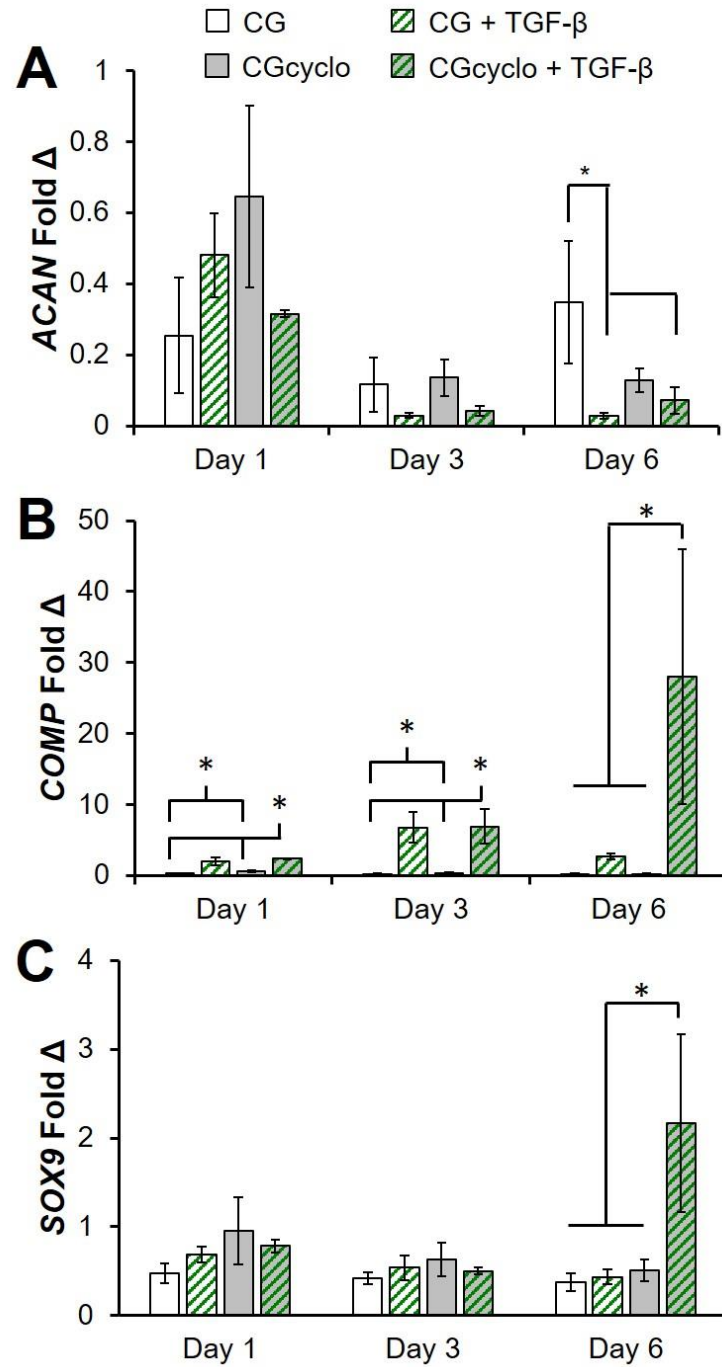 CG CG + TGF-β
CGcyclo CGcyclo + TGF-β
A
ACAN Fold Δ
1
0.8
0.6
0.4
0.2
0
*
Day 1 Day 3 Day 6
B
COMP Fold Δ
50
40
30
20
10
0
* * * * *
Day 1 Day 3 Day 6
C
SOX9 Fold Δ
4
3
2
1
0
*
Day 1 Day 3 Day 6